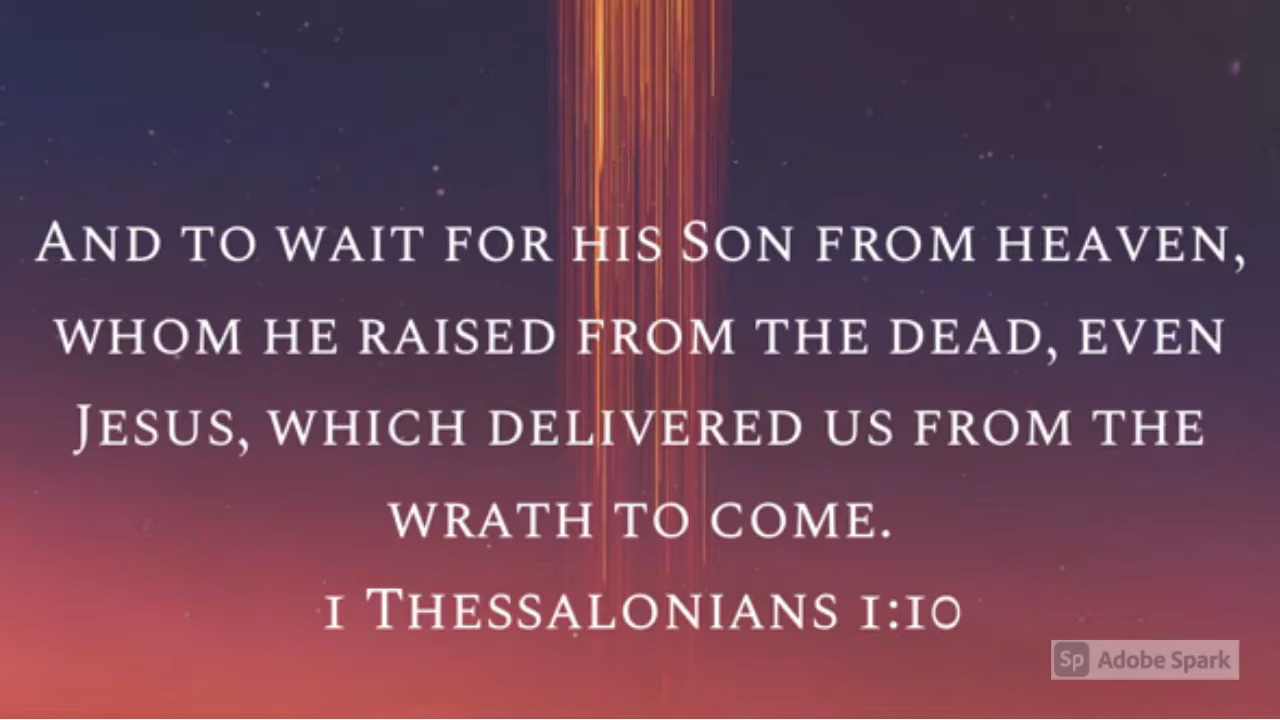 And to wait for his Son from heaven,
whom he raised from the dead, even
Jesus, which delivered us from the
wrath to come.
1 Thessalonians 1:10
Sp Adobe Spark